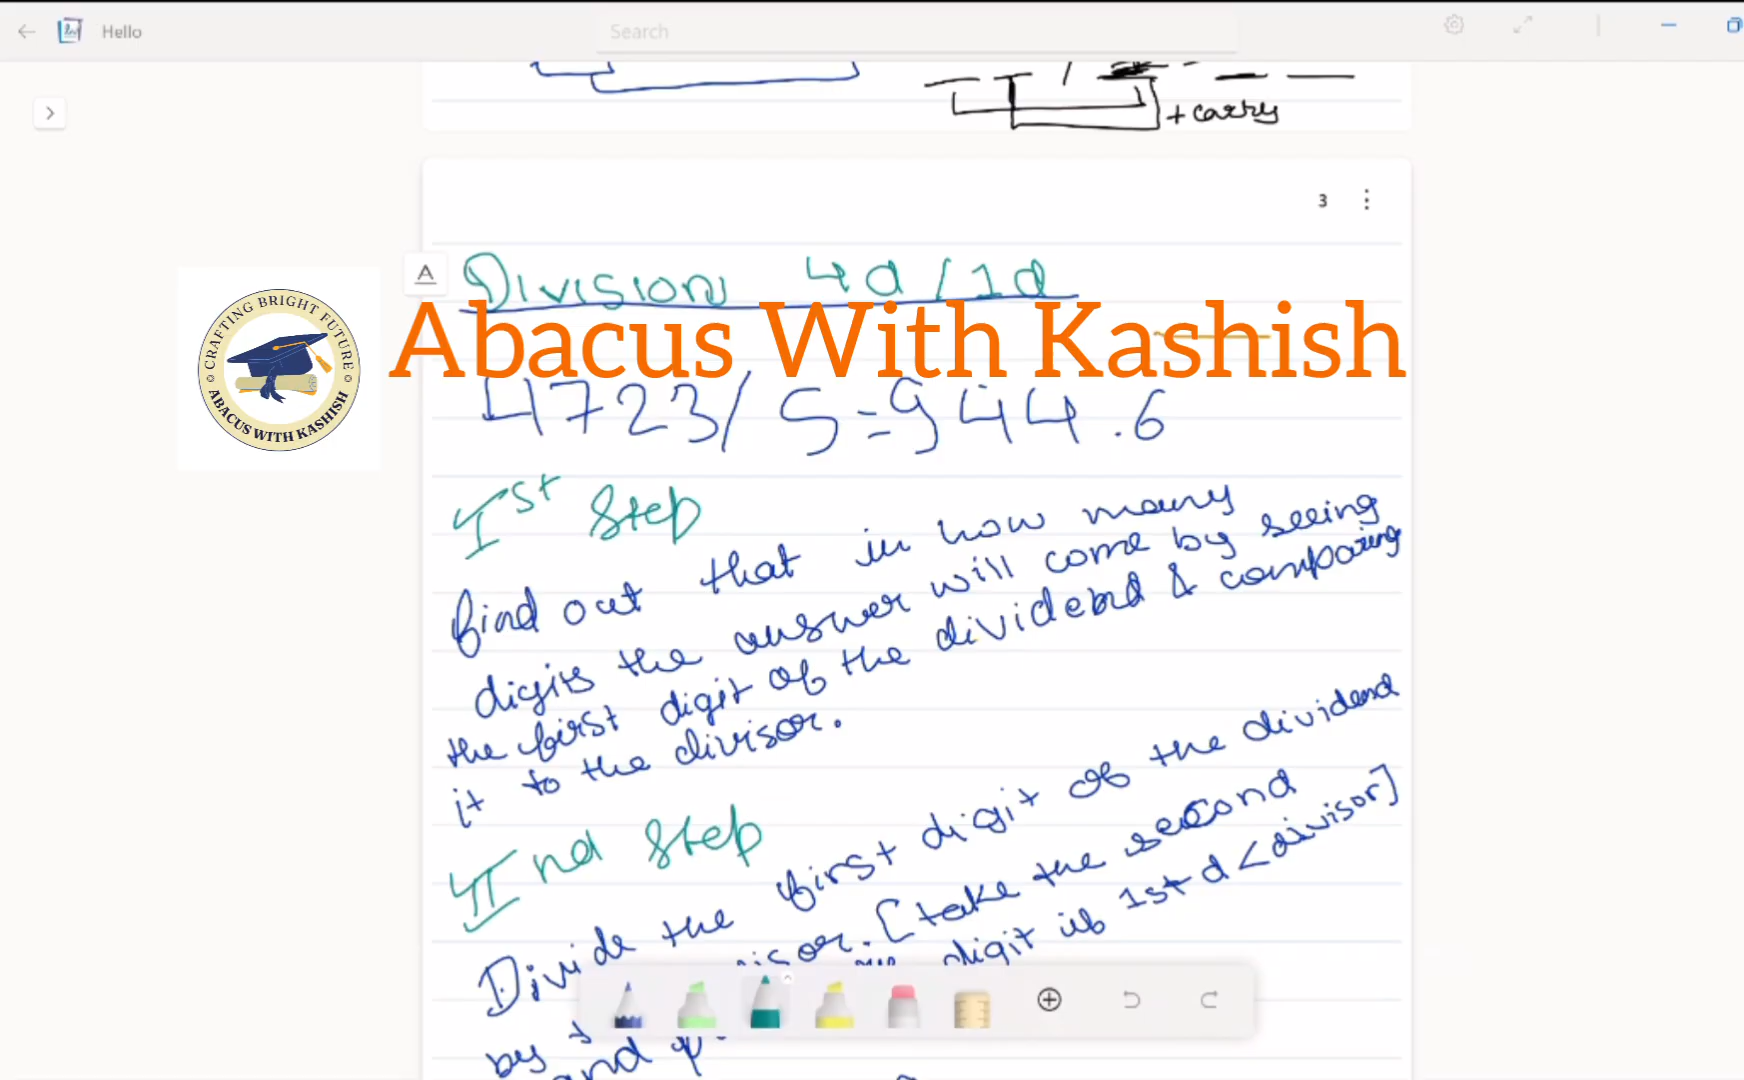 Hello
Search
+ carry
3
Division 4d/1d
Abacus With Kashish
CRAFTING BRIGHT FUTURE
ABACUS WITH KASHISH
4723/5=944.6
Ist Step
find out that in how many
digits the answer will come by seeing
the first digit of the dividend & comparing
it to the divisor.
IInd Step
Divide the first digit of the dividend
by
[take the second
digit if 1st d < divisor]
and